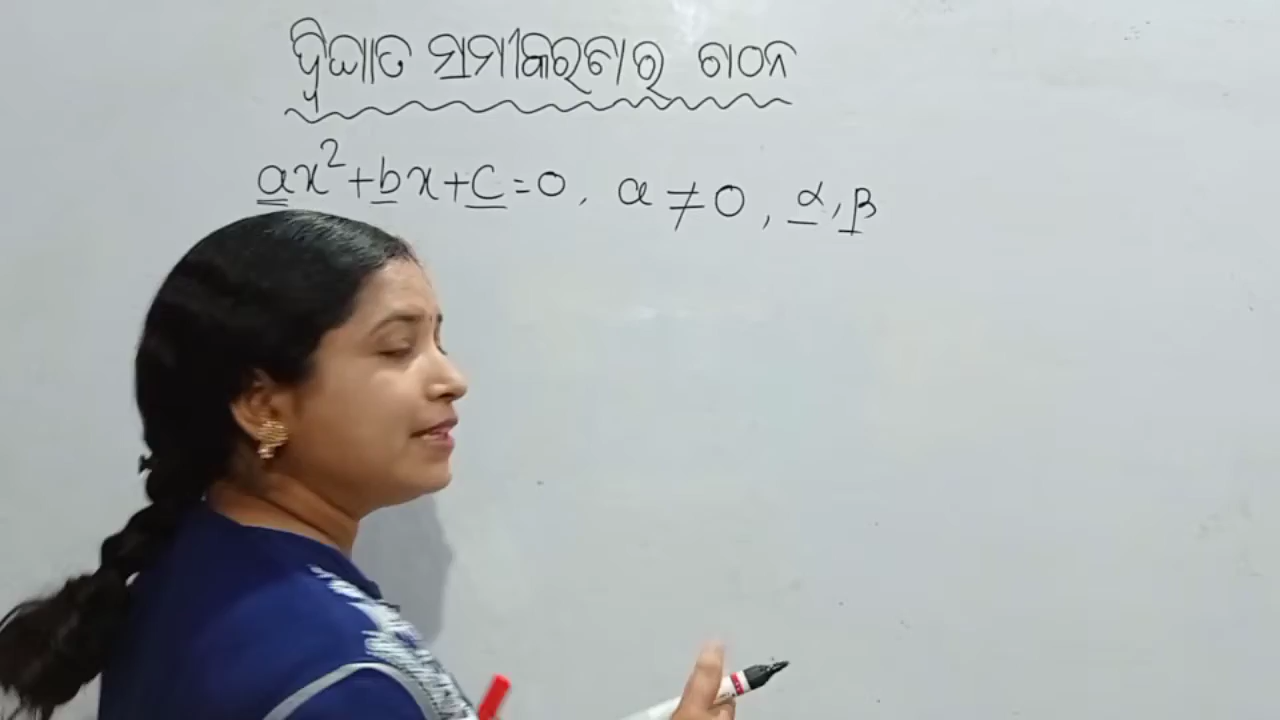 ଦ୍ୱିଘାତ ସମୀକରଣର ଗଠନ
ax²+bx+c=0, a≠0, α,β